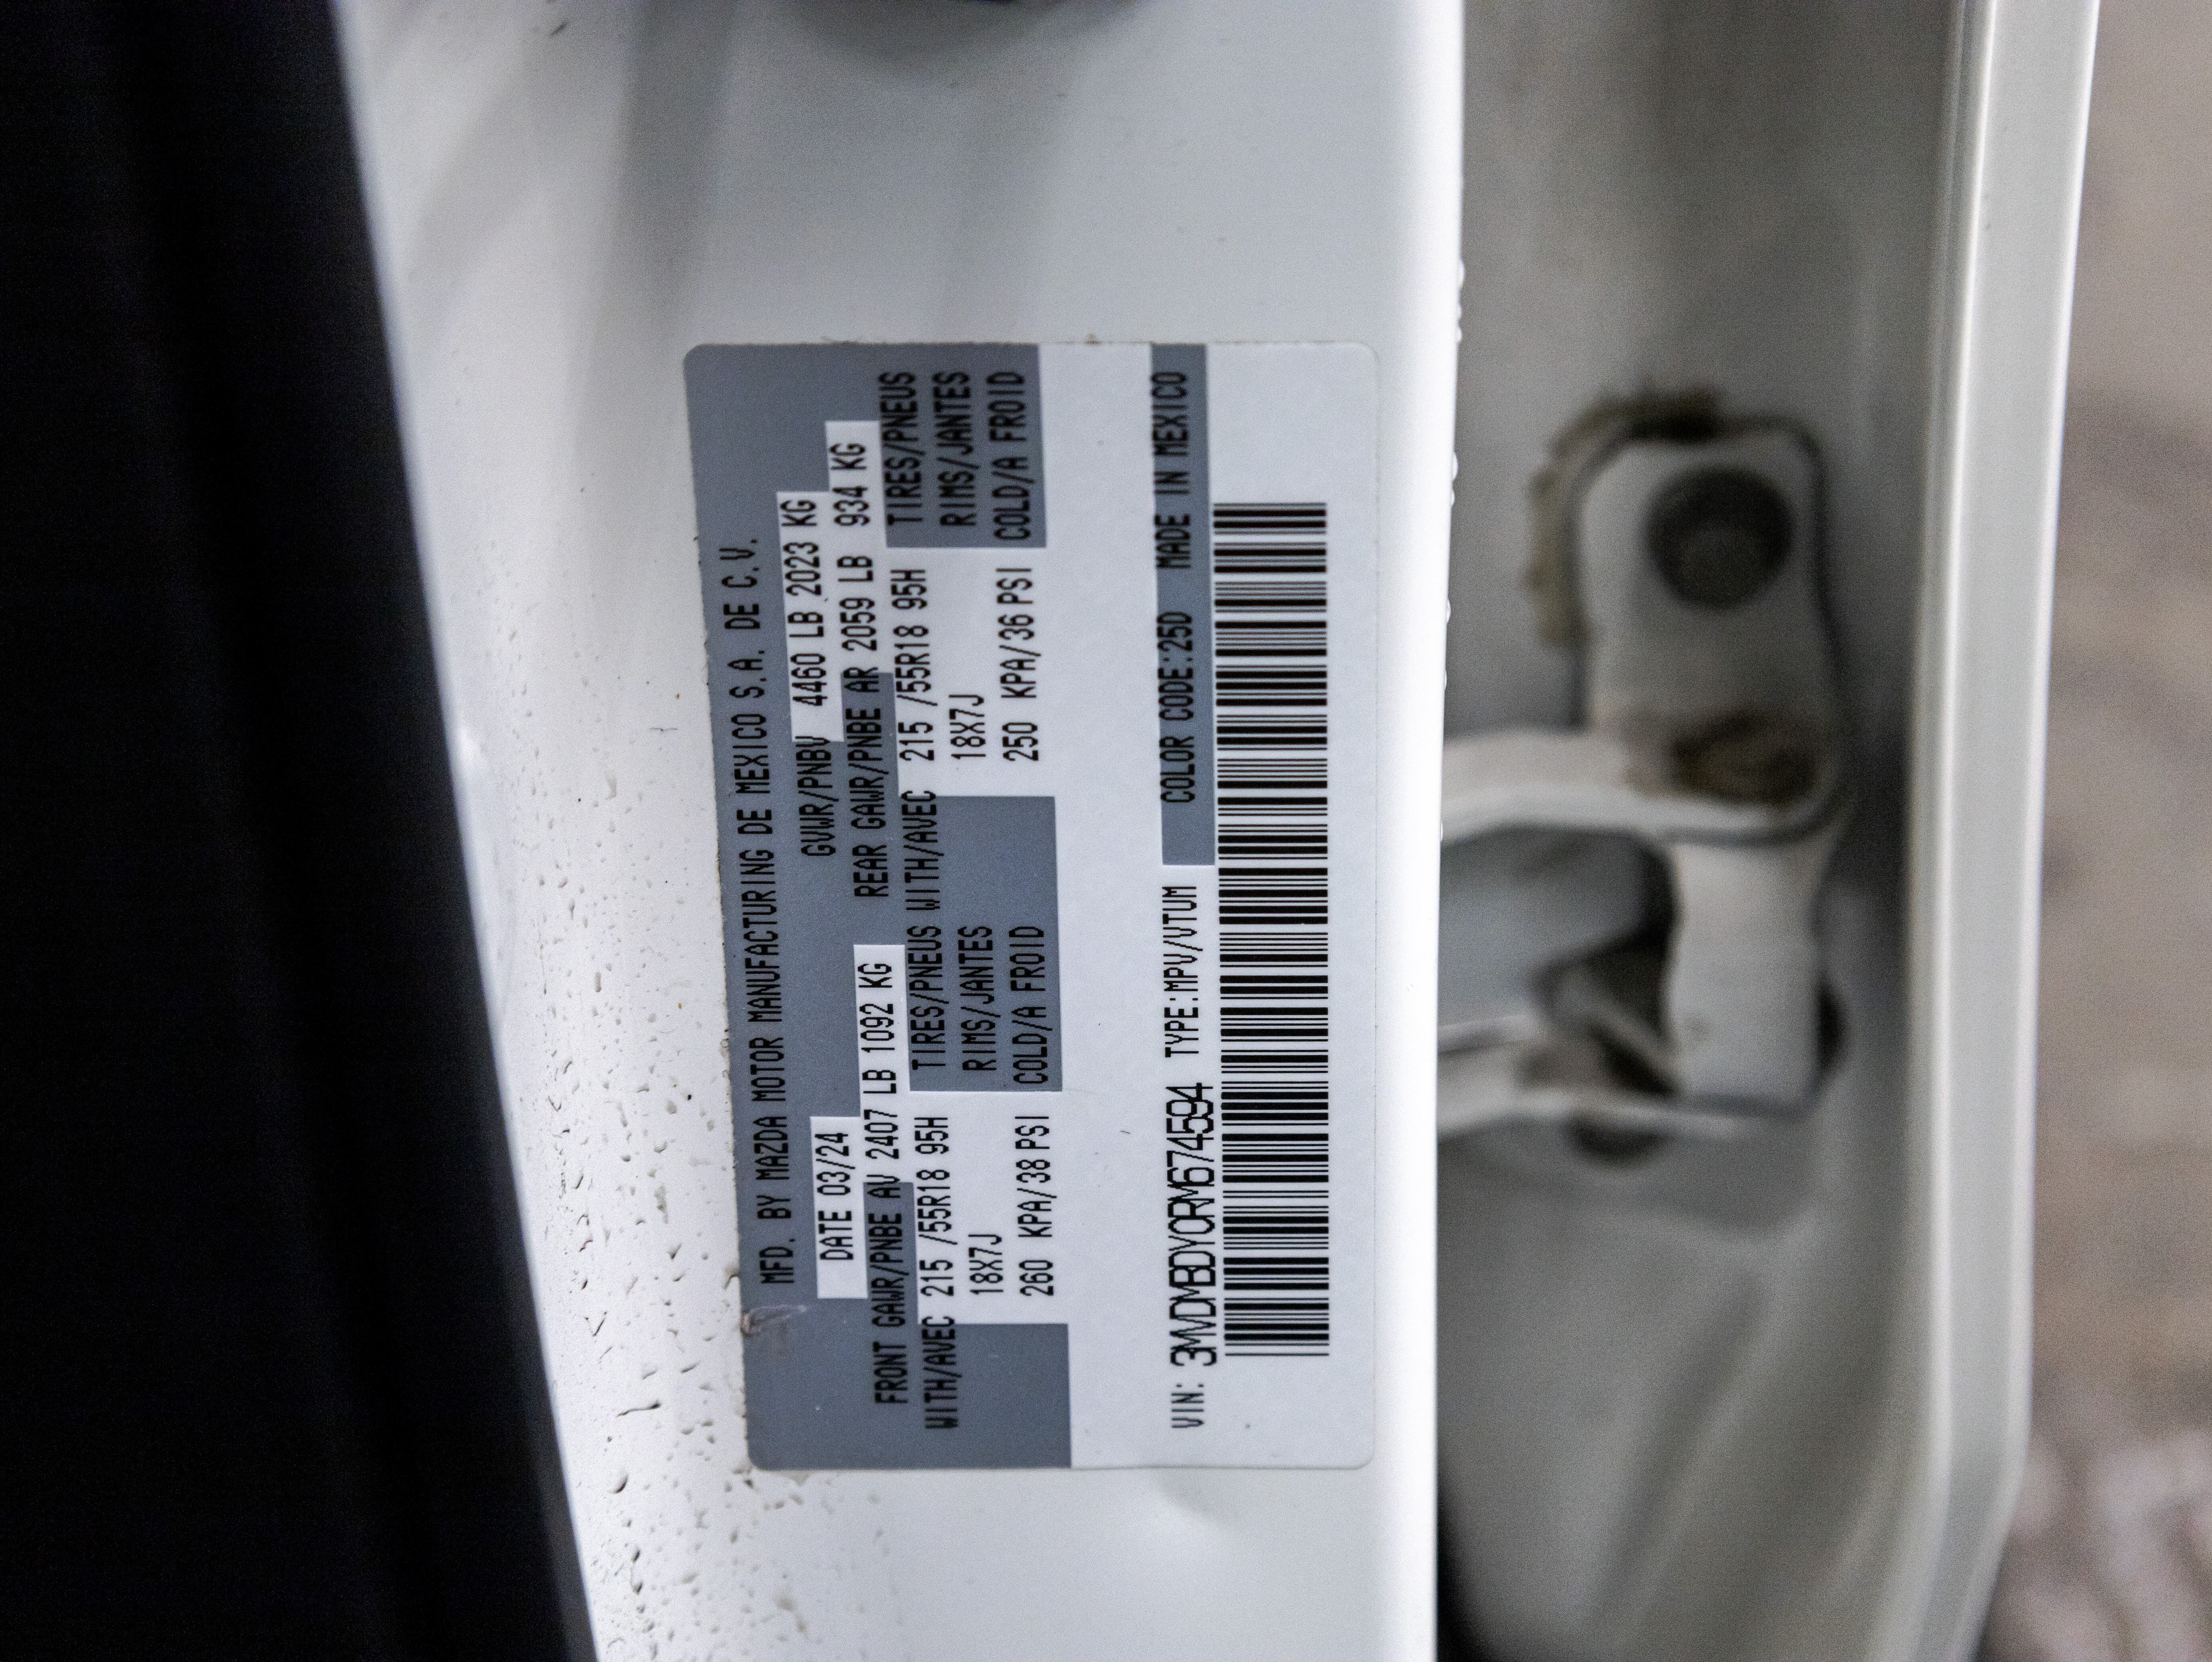 MFD. BY MAZDA MOTOR MANUFACTURING DE MEXICO S.A. DE C.V.
DATE 03/24 GVWR/PNBV 4460 LB 2023 KG
FRONT GAWR/PNBE AV 2407 LB 1092 KG REAR GAWR/PNBE AR 2059 LB 934 KG
WITH/AVEC 215 /55R18 95H TIRES/PNEUS WITH/AVEC 215 /55R18 95H TIRES/PNEUS
18X7J RIMS/JANTES 18X7J RIMS/JANTES
260 KPA/38 PSI COLD/A FROID 250 KPA/36 PSI COLD/A FROID
VIN: 3MVDMBDY0RM674594 TYPE:MPV/VTUM COLOR CODE:25D MADE IN MEXICO